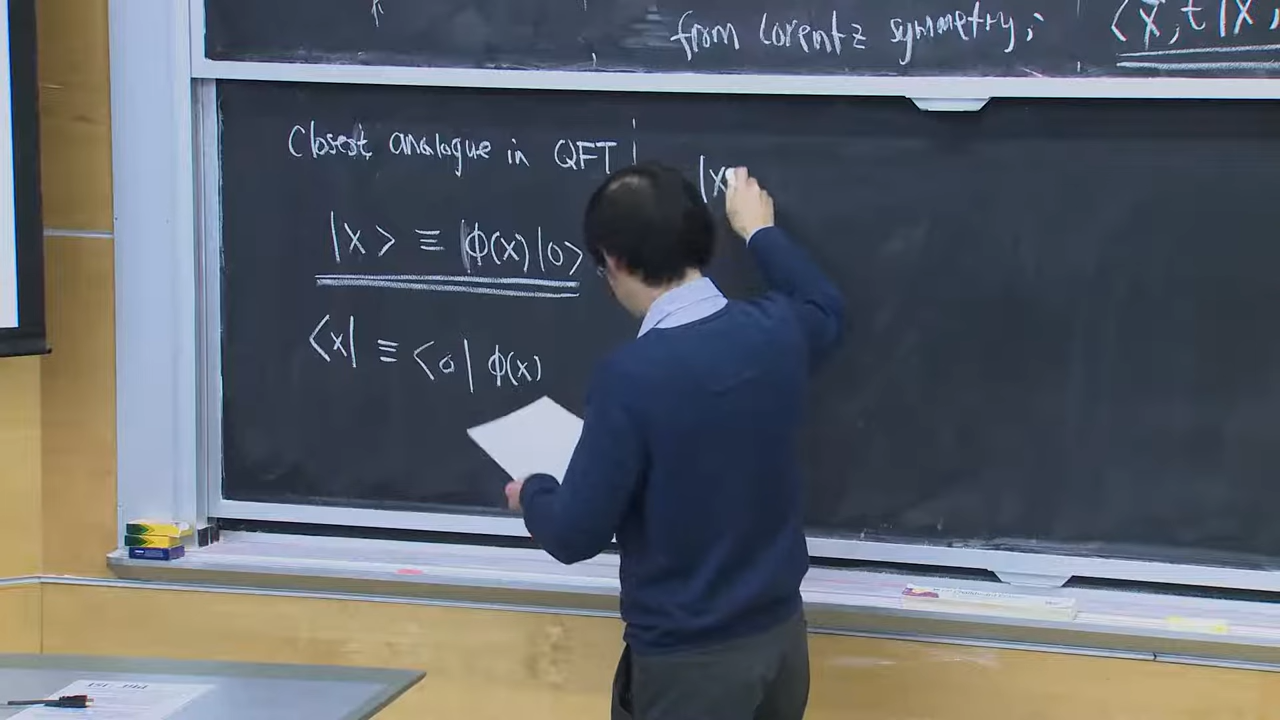 from Lorentz symmetry;
⟨x⃗, t | x⃗,
Closest analogue in QFT
|x⟩ ≡ |ϕ(x)|0⟩
|x
⟨x| ≡ ⟨0| ϕ(x)